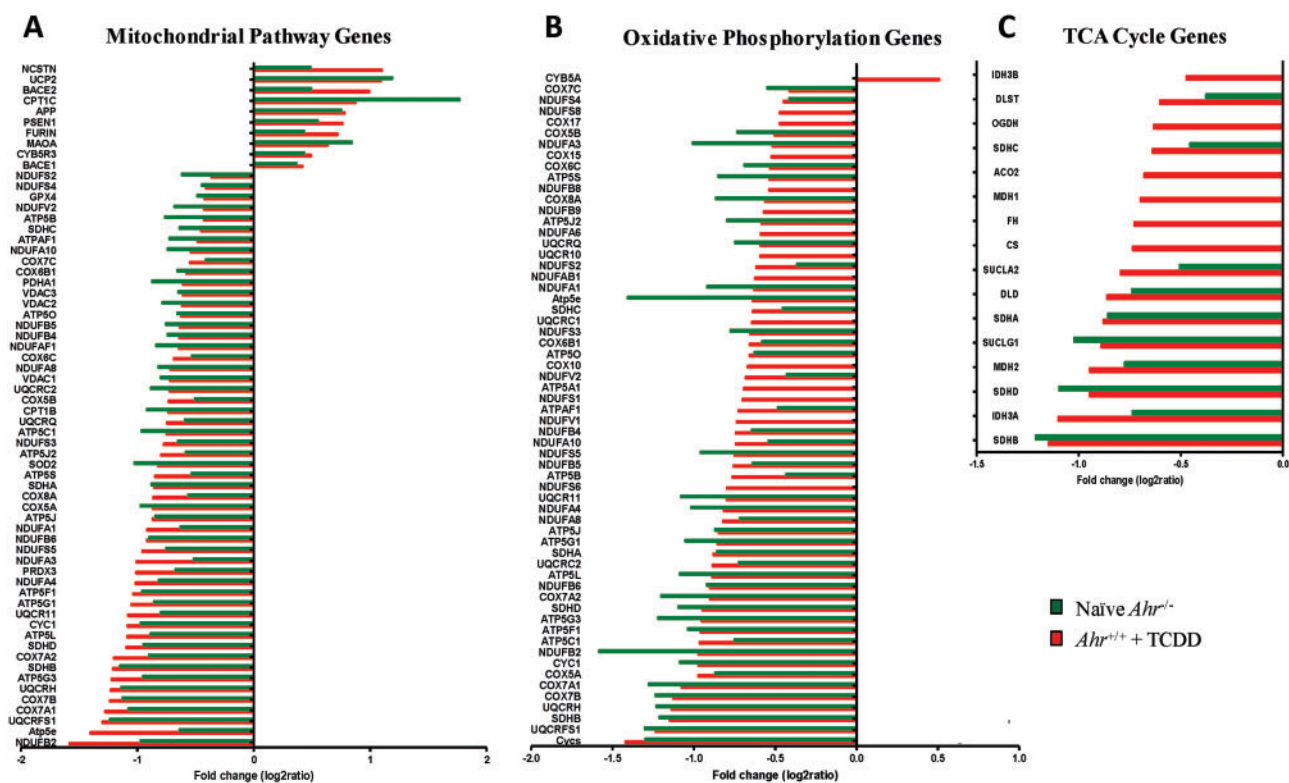 A
Mitochondrial Pathway Genes
NCSTN
UCP2
BACE2
CPT1C
APP
PSEN1
FURIN
MAOA
CYB5R3
BACE1
NDUFS2
NDUFS4
GPX4
NDUFV2
ATP5B
SDHC
ATPAF1
NDUFA10
COX7C
COX6B1
PDHA1
VDAC3
VDAC2
ATP5O
NDUFB5
NDUFB4
NDUFAF1
COX6C
NDUFA8
VDAC1
UQCRC2
COX5B
CPT1B
UQCRQ
ATP5C1
NDUFS3
ATP5J2
SOD2
ATP5S
SDHA
COX8A
COX5A
ATP5J
NDUFA1
NDUFB6
NDUFS5
NDUFA3
PRDX3
NDUFA4
ATP5F1
ATP5G1
UQCR11
CYC1
ATP5L
SDHD
COX7A2
SDHB
ATP5G3
UQCRH
COX7B
COX7A1
UQCRFS1
Atp5e
NDUFB2
-2 -1 0 1 2
Fold change (log2ratio)
B
Oxidative Phosphorylation Genes
CYB5A
COX7C
NDUFS4
NDUFS8
COX17
COX5B
NDUFA3
COX15
COX6C
ATP5S
NDUFB8
COX8A
NDUFB9
ATP5J2
NDUFA6
UQCRQ
UQCR10
NDUFS2
NDUFAB1
NDUFA1
Atp5e
SDHC
UQCRC1
NDUFS3
COX6B1
ATP5O
COX10
NDUFV2
ATP5A1
NDUFS1
ATPAF1
NDUFV1
NDUFB4
NDUFA10
NDUFS5
NDUFB5
ATP5B
NDUFS6
UQCR11
NDUFA4
NDUFA8
ATP5J
ATP5G1
SDHA
UQCRC2
ATP5L
NDUFB6
COX7A2
SDHD
ATP5G3
ATP5F1
ATP5C1
NDUFB2
CYC1
COX5A
COX7A1
COX7B
UQCRH
SDHB
UQCRFS1
Cycs
-2.0 -1.5 -1.0 -0.5 0.0 0.5 1.0
Fold change (log2ratio)
C
TCA Cycle Genes
IDH3B
DLST
OGDH
SDHC
ACO2
MDH1
FH
CS
SUCLA2
DLD
SDHA
SUCLG1
MDH2
SDHD
IDH3A
SDHB
-1.5 -1.0 -0.5 0.0
Fold change (log2ratio)
Naïve Ahr-/-
Ahr+/+ + TCDD